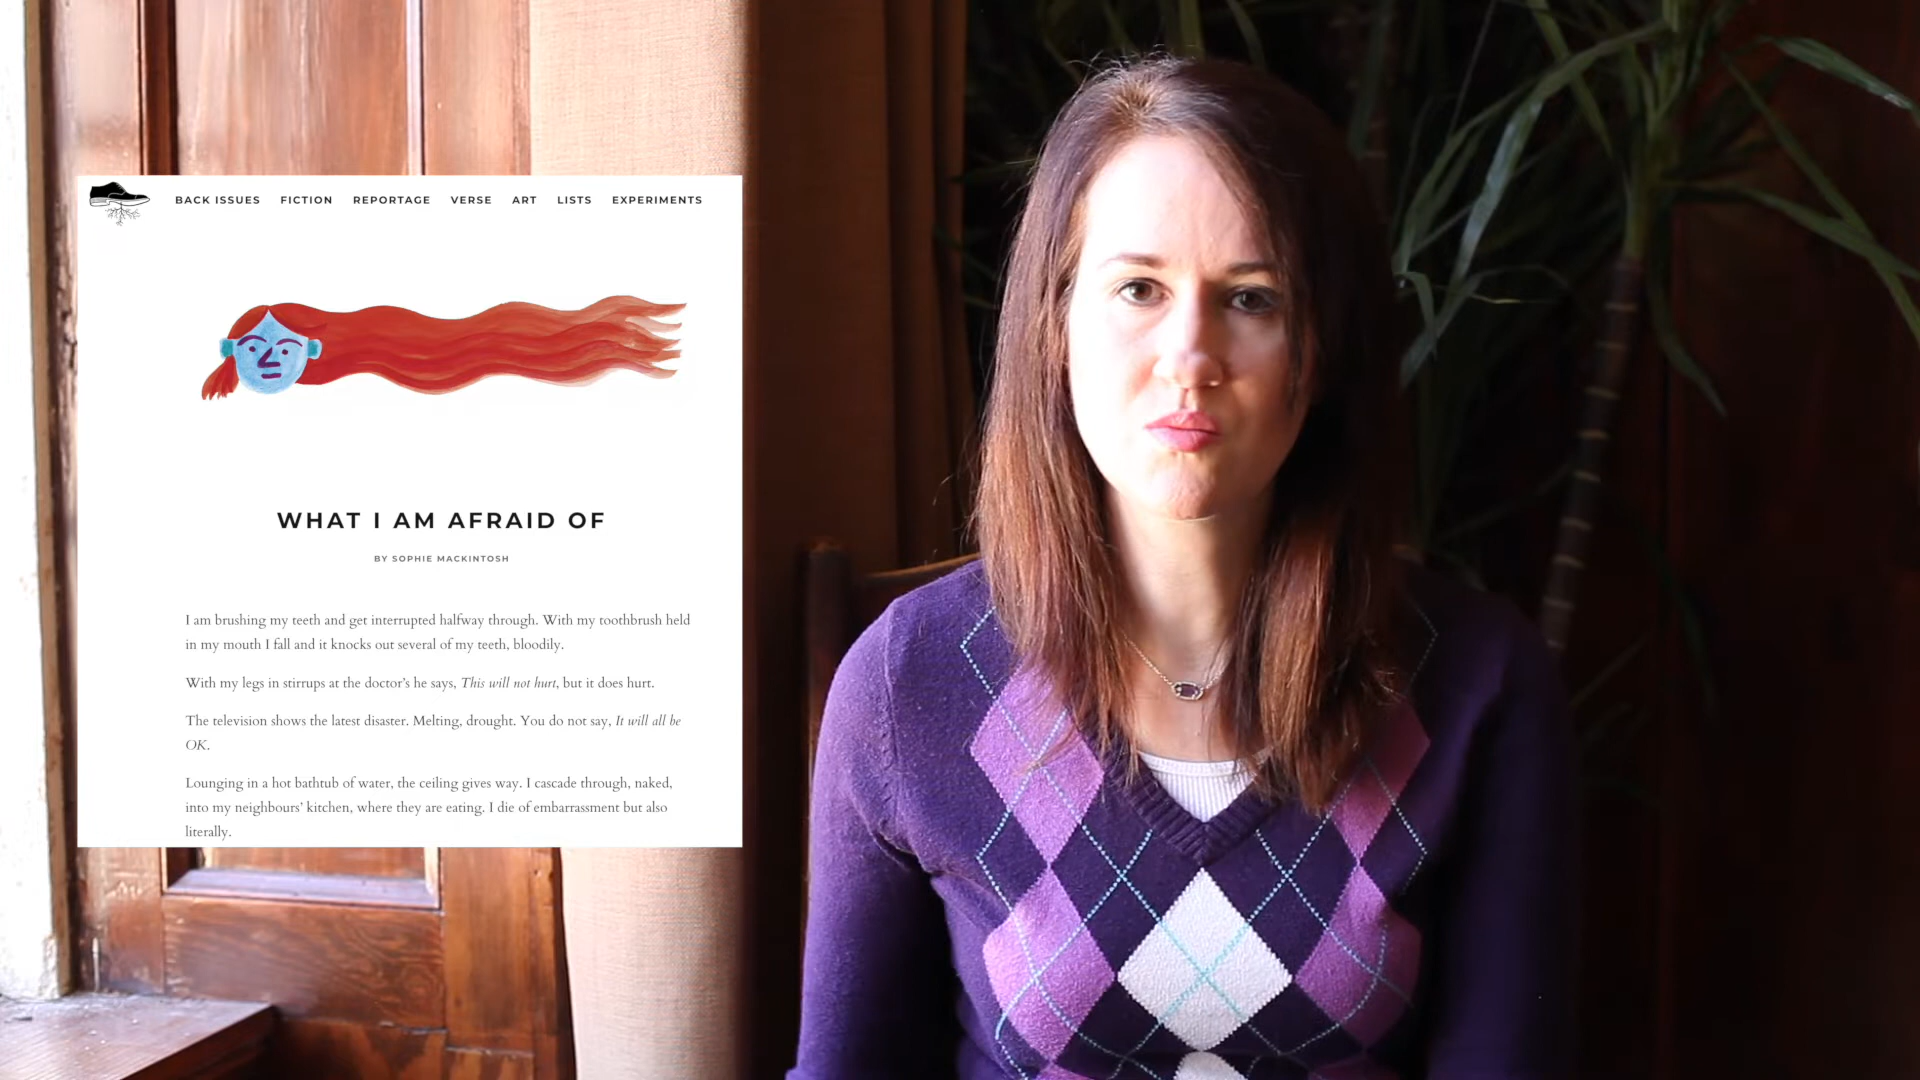 BACK ISSUES FICTION REPORTAGE VERSE ART LISTS EXPERIMENTS
WHAT I AM AFRAID OF
BY SOPHIE MACKINTOSH
I am brushing my teeth and get interrupted halfway through. With my toothbrush held
in my mouth I fall and it knocks out several of my teeth, bloodily.
With my legs in stirrups at the doctor's he says, This will not hurt, but it does hurt.
The television shows the latest disaster. Melting, drought. You do not say, It will all be
OK.
Lounging in a hot bathtub of water, the ceiling gives way. I cascade through, naked,
into my neighbours' kitchen, where they are eating. I die of embarrassment but also
literally.